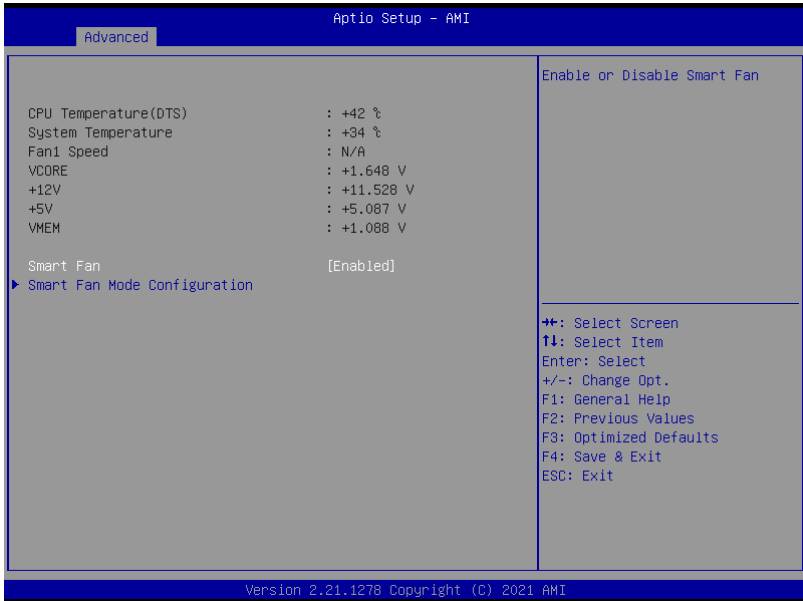 Aptio Setup – AMI
Advanced
CPU Temperature(DTS) : +42 ℃
System Temperature : +34 ℃
Fan1 Speed : N/A
VCORE : +1.648 V
+12V : +11.528 V
+5V : +5.087 V
VMEM : +1.088 V
Smart Fan [Enabled]
Smart Fan Mode Configuration
Enable or Disable Smart Fan
→←: Select Screen
↑↓: Select Item
Enter: Select
+/-: Change Opt.
F1: General Help
F2: Previous Values
F3: Optimized Defaults
F4: Save & Exit
ESC: Exit
Version 2.21.1278 Copyright (C) 2021 AMI